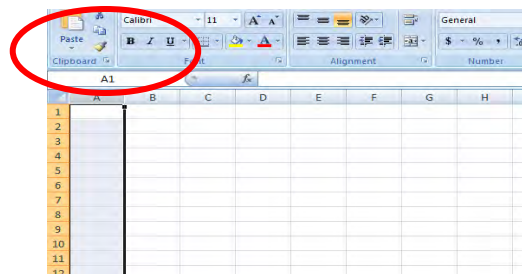 Calibri 11 A A General
Paste B I U A $ % ,
Clipboard Font Alignment Number
A1 fx
A B C D E F G H
1
2
3
4
5
6
7
8
9
10
11
12